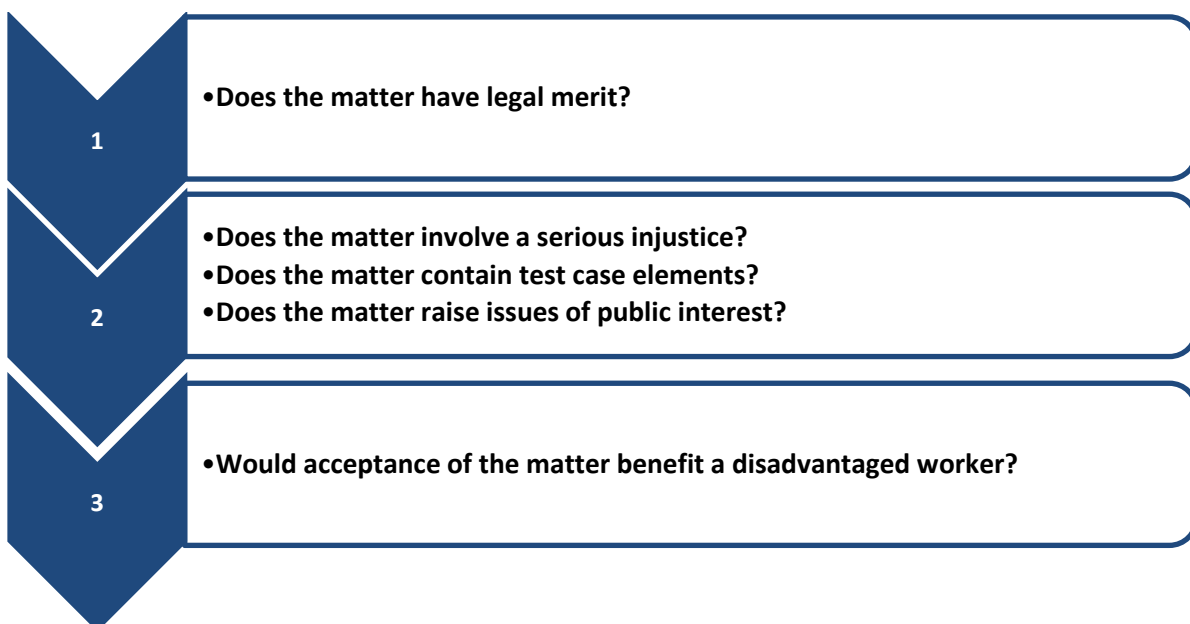 1
•Does the matter have legal merit?
2
•Does the matter involve a serious injustice?
•Does the matter contain test case elements?
•Does the matter raise issues of public interest?
3
•Would acceptance of the matter benefit a disadvantaged worker?